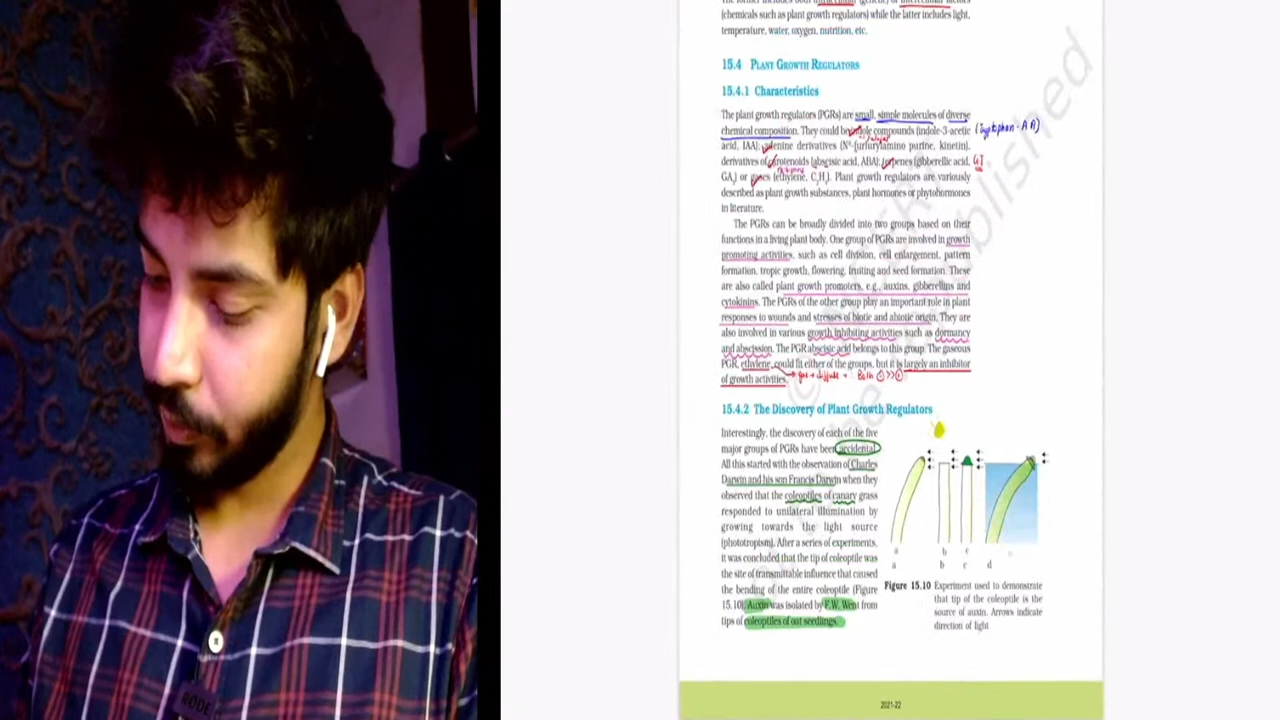 (chemicals such as plant growth regulators) while the latter includes light,
temperature, water, oxygen, nutrition, etc.
15.4 PLANT GROWTH REGULATORS
15.4.1 Characteristics
The plant growth regulators (PGRs) are small, simple molecules of diverse
chemical composition. They could be indole compounds (indole-3-acetic
acid, IAA); adenine derivatives (N⁶-furfurylamino purine, kinetin),
derivatives of carotenoids (abscisic acid, ABA); terpenes (gibberellic acid,
GA₃) or gases (ethylene, C₂H₄). Plant growth regulators are variously
described as plant growth substances, plant hormones or phytohormones
in literature.
The PGRs can be broadly divided into two groups based on their
functions in a living plant body. One group of PGRs are involved in growth
promoting activities, such as cell division, cell enlargement, pattern
formation, tropic growth, flowering, fruiting and seed formation. These
are also called plant growth promoters, e.g., auxins, gibberellins and
cytokinins. The PGRs of the other group play an important role in plant
responses to wounds and stresses of biotic and abiotic origin. They are
also involved in various growth inhibiting activities such as dormancy
and abscission. The PGR abscisic acid belongs to this group. The gaseous
PGR, ethylene, could fit either of the groups, but it is largely an inhibitor
of growth activities.
15.4.2 The Discovery of Plant Growth Regulators
Interestingly, the discovery of each of the five
major groups of PGRs have been accidental.
All this started with the observation of Charles
Darwin and his son Francis Darwin when they
observed that the coleoptiles of canary grass
responded to unilateral illumination by
growing towards the light source
(phototropism). After a series of experiments,
it was concluded that the tip of coleoptile was
the site of transmittable influence that caused
the bending of the entire coleoptile (Figure
15.10). Auxin was isolated by F.W. Went from
tips of coleoptiles of oat seedlings.
a b c
a b c d
Figure 15.10 Experiment used to demonstrate
that tip of the coleoptile is the
source of auxin. Arrows indicate
direction of light
2021-22
RODE